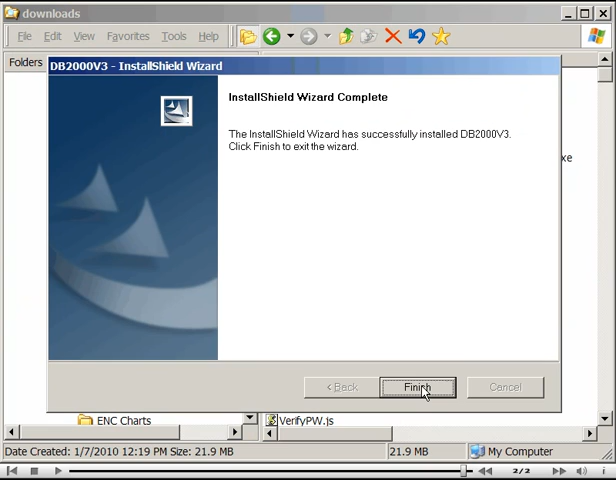 downloads
File Edit View Favorites Tools Help
Folders
DB2000V3 - InstallShield Wizard
InstallShield Wizard Complete
The InstallShield Wizard has successfully installed DB2000V3.
Click Finish to exit the wizard.
xe
< Back Finish Cancel
ENC Charts VerifyPW.js
Date Created: 1/7/2010 12:19 PM Size: 21.9 MB 21.9 MB My Computer
2/2 i